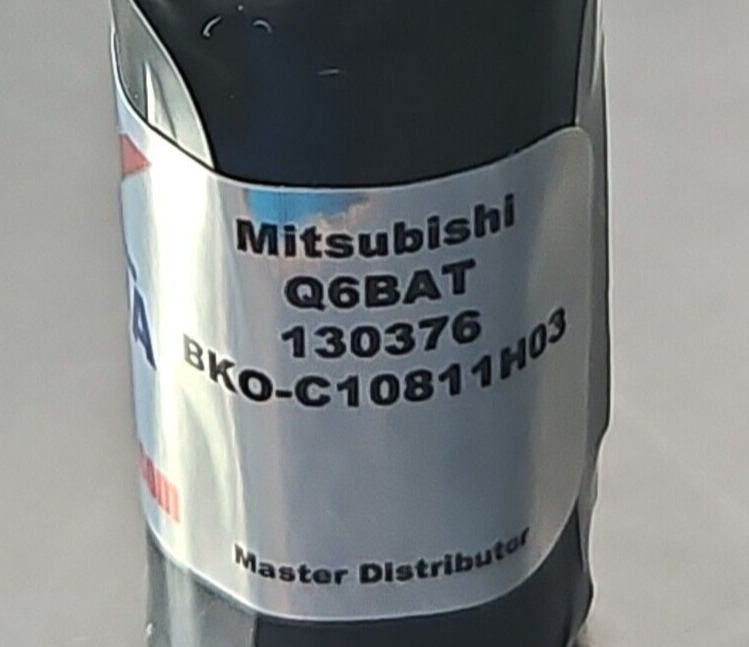 Mitsubishi
Q6BAT
130376
BKO-C10811H03
Master Distributor